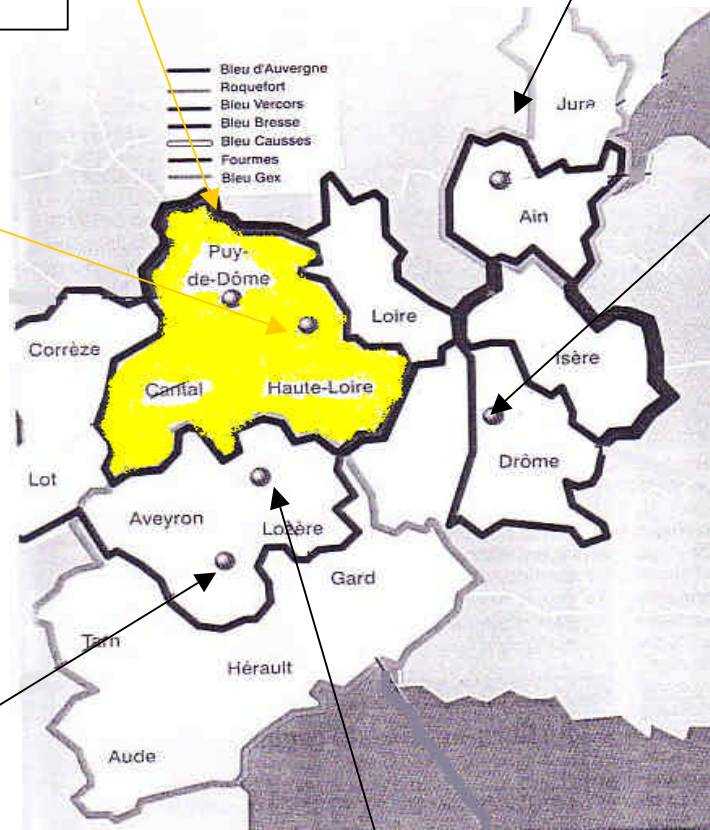 Bleu d'Auvergne
Roquefort
Bleu Vercors
Bleu Bresse
Bleu Causses
Fourmes
Bleu Gex
Jura
Ain
Puy-
de-Dôme
Loire
Corrèze
Isère
Cantal
Haute-Loire
Drôme
Lot
Aveyron
Lozère
Gard
Tarn
Hérault
Aude